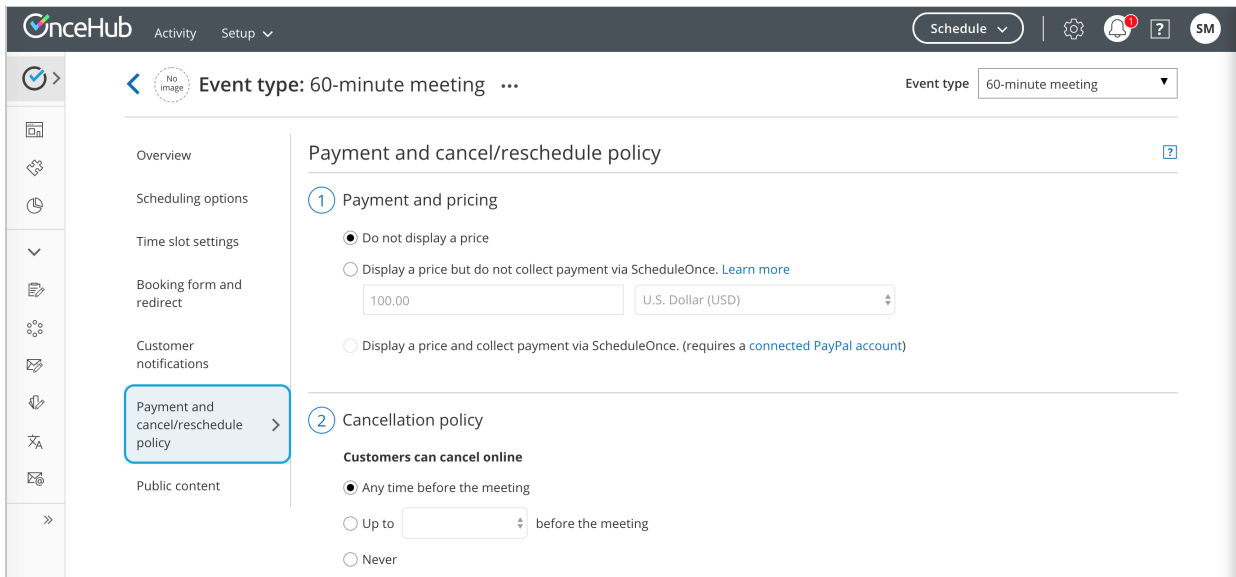 OnceHub
Activity
Setup
Schedule
1
?
SM
No
image
Event type: 60-minute meeting
...
Event type
60-minute meeting
Overview
Scheduling options
Time slot settings
Booking form and
redirect
Customer
notifications
Payment and
cancel/reschedule
policy
Public content
Payment and cancel/reschedule policy
?
1 Payment and pricing
Do not display a price
Display a price but do not collect payment via ScheduleOnce. Learn more
100.00
U.S. Dollar (USD)
Display a price and collect payment via ScheduleOnce. (requires a connected PayPal account)
2 Cancellation policy
Customers can cancel online
Any time before the meeting
Up to
before the meeting
Never